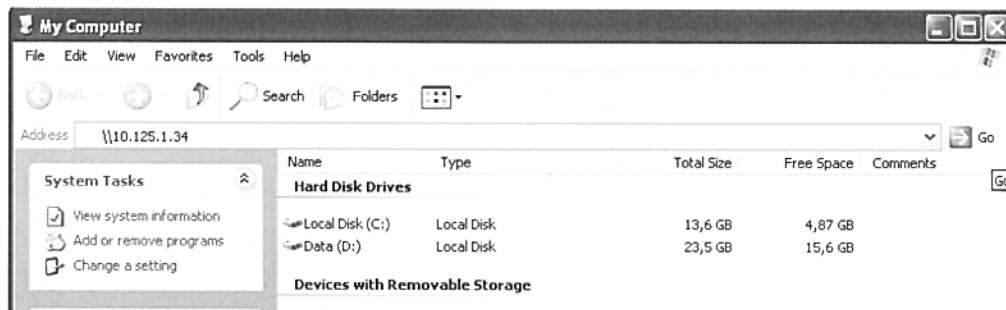 My Computer
File Edit View Favorites Tools Help
Back Search Folders
Address \\10.125.1.34 Go
Name Type Total Size Free Space Comments
System Tasks
Hard Disk Drives
View system information
Add or remove programs
Change a setting
Local Disk (C:) Local Disk 13,6 GB 4,87 GB
Data (D:) Local Disk 23,5 GB 15,6 GB
Devices with Removable Storage